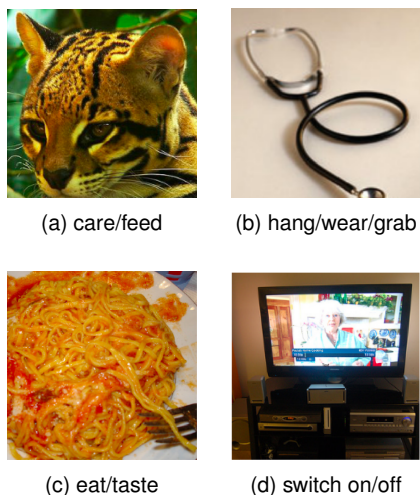 (a) care/feed
(b) hang/wear/grab
(c) eat/taste
(d) switch on/off